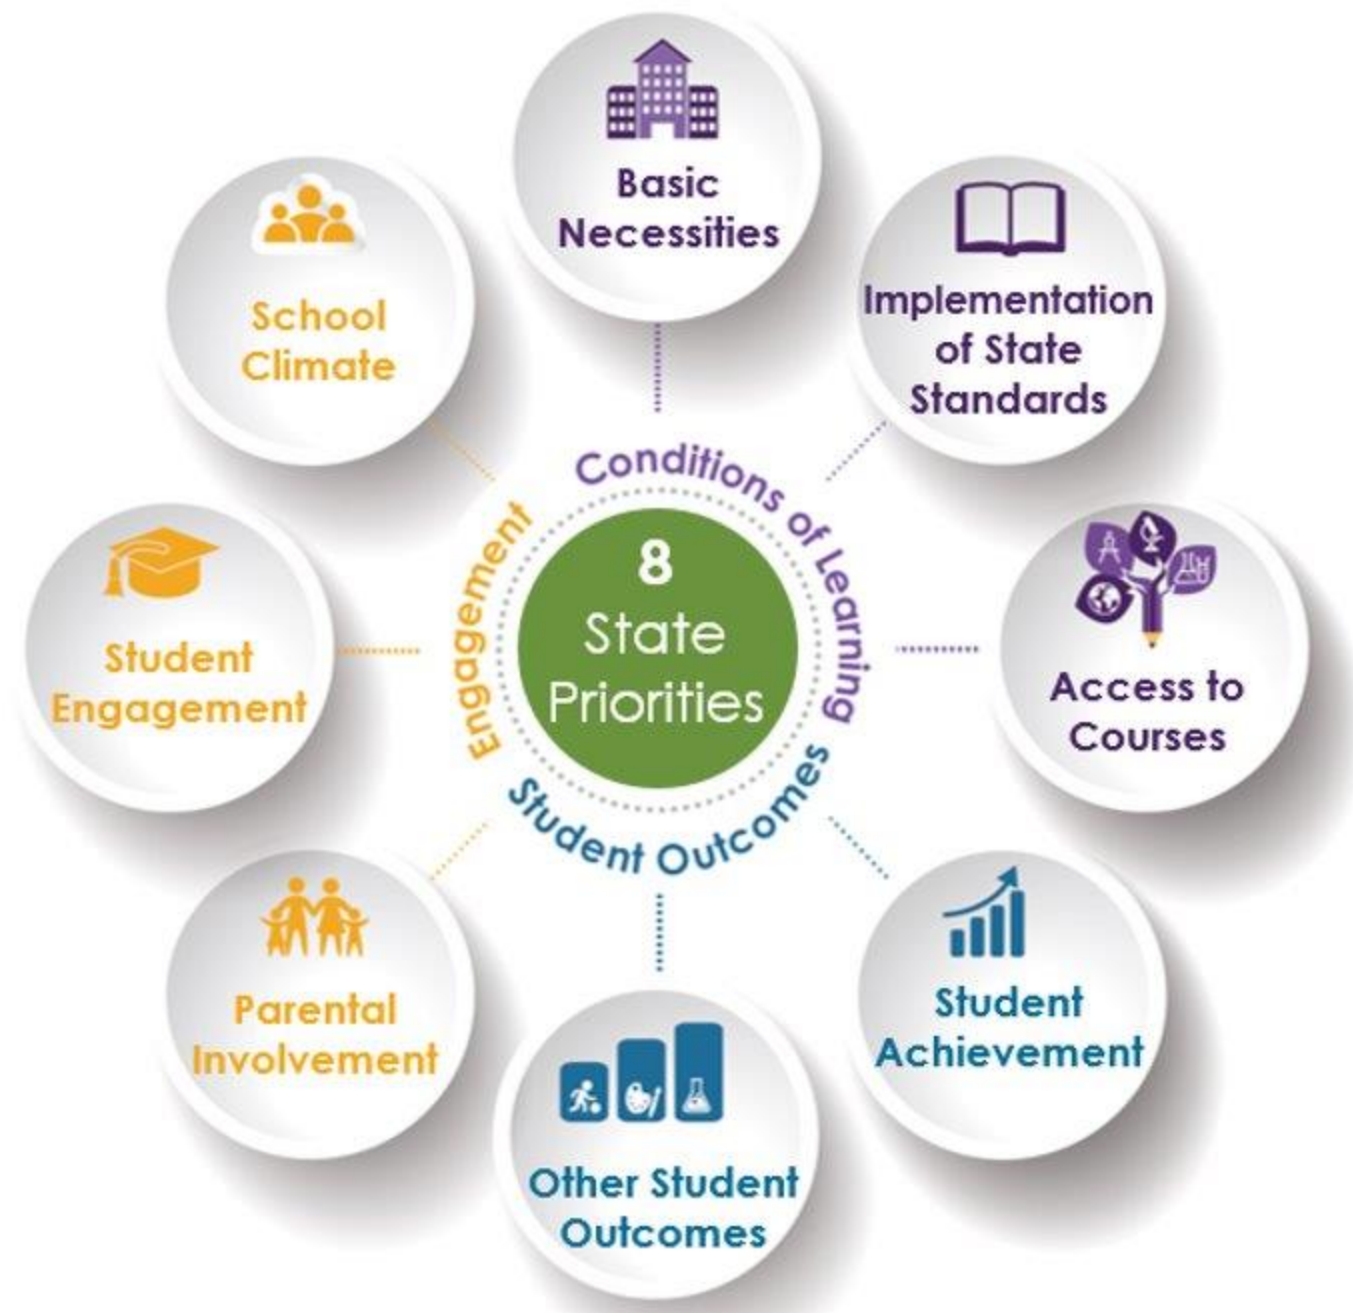 Basic
Necessities
Implementation
of State
Standards
Access to
Courses
Student
Achievement
Other Student
Outcomes
Parental
Involvement
Student
Engagement
School
Climate
Conditions of Learning
Student Outcomes
Engagement
8
State
Priorities